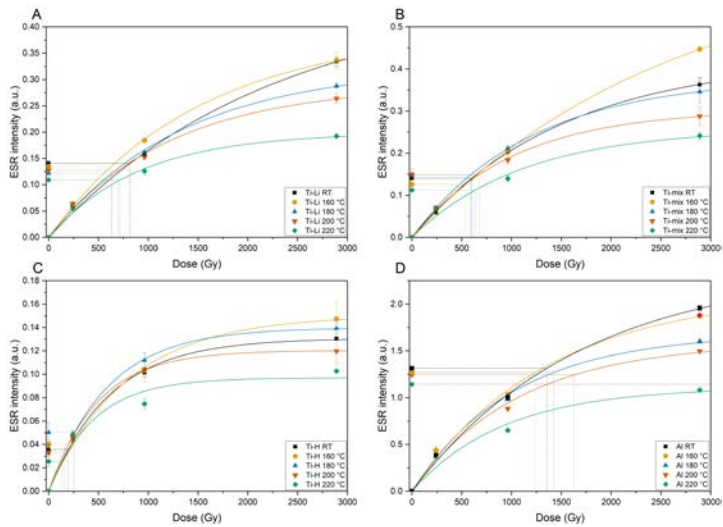 A
ESR intensity (a.u.)
0.40
0.35
0.30
0.25
0.20
0.15
0.10
0.05
0.00
0 500 1000 1500 2000 2500 3000
Dose (Gy)
Ti-Li RT
Ti-Li 160 °C
Ti-Li 180 °C
Ti-Li 200 °C
Ti-Li 220 °C
B
ESR intensity (a.u.)
0.5
0.4
0.3
0.2
0.1
0.0
0 500 1000 1500 2000 2500 3000
Dose (Gy)
Ti-mix RT
Ti-mix 160 °C
Ti-mix 180 °C
Ti-mix 200 °C
Ti-mix 220 °C
C
ESR intensity (a.u.)
0.18
0.16
0.14
0.12
0.10
0.08
0.06
0.04
0.02
0.00
0 500 1000 1500 2000 2500 3000
Dose (Gy)
Ti-H RT
Ti-H 160 °C
Ti-H 180 °C
Ti-H 200 °C
Ti-H 220 °C
D
ESR intensity (a.u.)
2.0
1.5
1.0
0.5
0.0
0 500 1000 1500 2000 2500 3000
Dose (Gy)
Al RT
Al 160 °C
Al 180 °C
Al 200 °C
Al 220 °C